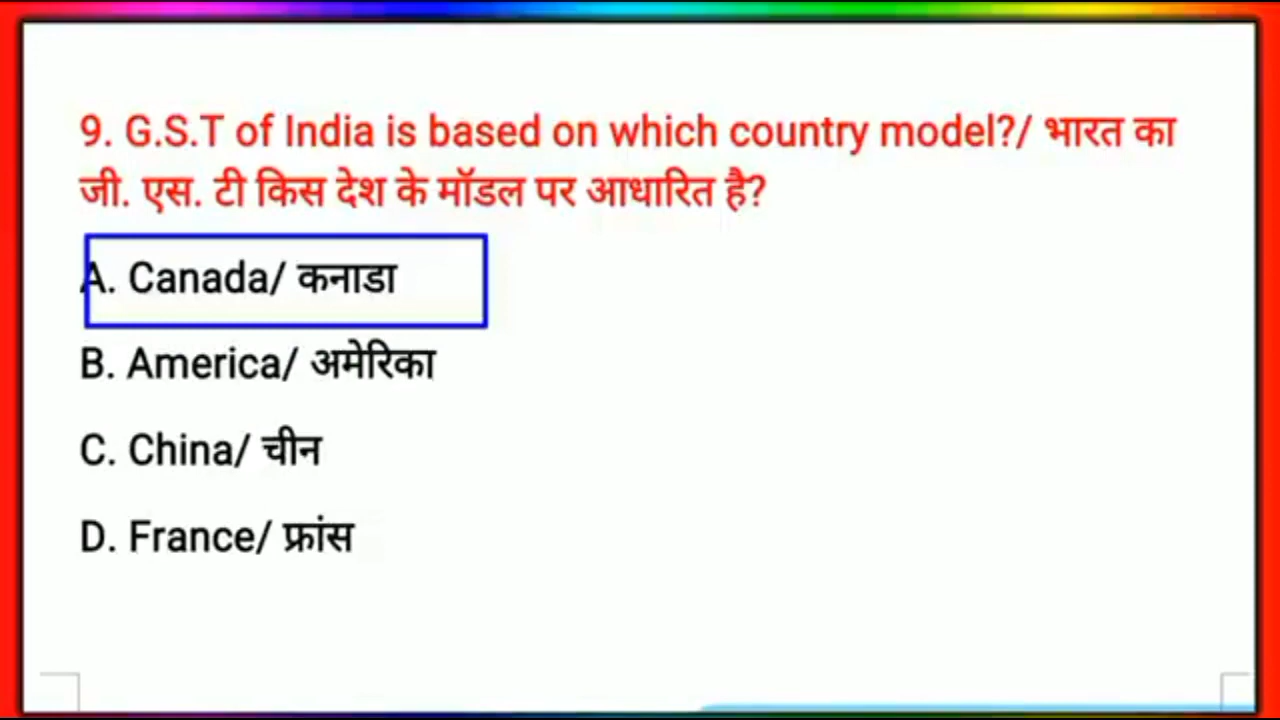 9. G.S.T of India is based on which country model?/ भारत का
जी. एस. टी किस देश के मॉडल पर आधारित है?
A. Canada/ कनाडा
B. America/ अमेरिका
C. China/ चीन
D. France/ फ्रांस